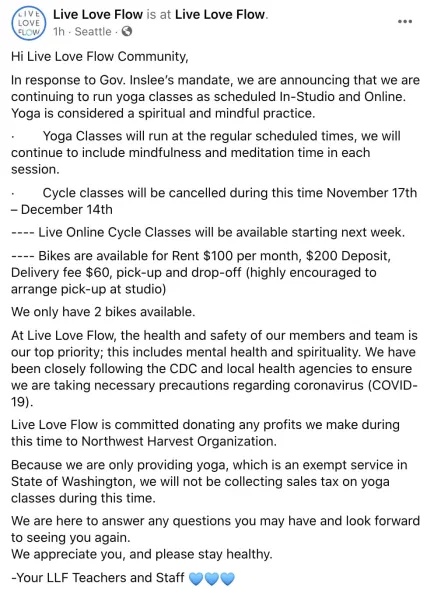 LIVE
LOVE
FLOW
Live Love Flow is at Live Love Flow.
1h · Seattle ·
Hi Live Love Flow Community,
In response to Gov. Inslee's mandate, we are announcing that we are
continuing to run yoga classes as scheduled In-Studio and Online.
Yoga is considered a spiritual and mindful practice.
· Yoga Classes will run at the regular scheduled times, we will
continue to include mindfulness and meditation time in each
session.
· Cycle classes will be cancelled during this time November 17th
– December 14th
---- Live Online Cycle Classes will be available starting next week.
---- Bikes are available for Rent $100 per month, $200 Deposit,
Delivery fee $60, pick-up and drop-off (highly encouraged to
arrange pick-up at studio)
We only have 2 bikes available.
At Live Love Flow, the health and safety of our members and team is
our top priority; this includes mental health and spirituality. We have
been closely following the CDC and local health agencies to ensure
we are taking necessary precautions regarding coronavirus (COVID-
19).
Live Love Flow is committed donating any profits we make during
this time to Northwest Harvest Organization.
Because we are only providing yoga, which is an exempt service in
State of Washington, we will not be collecting sales tax on yoga
classes during this time.
We are here to answer any questions you may have and look forward
to seeing you again.
We appreciate you, and please stay healthy.
-Your LLF Teachers and Staff 💙💙💙